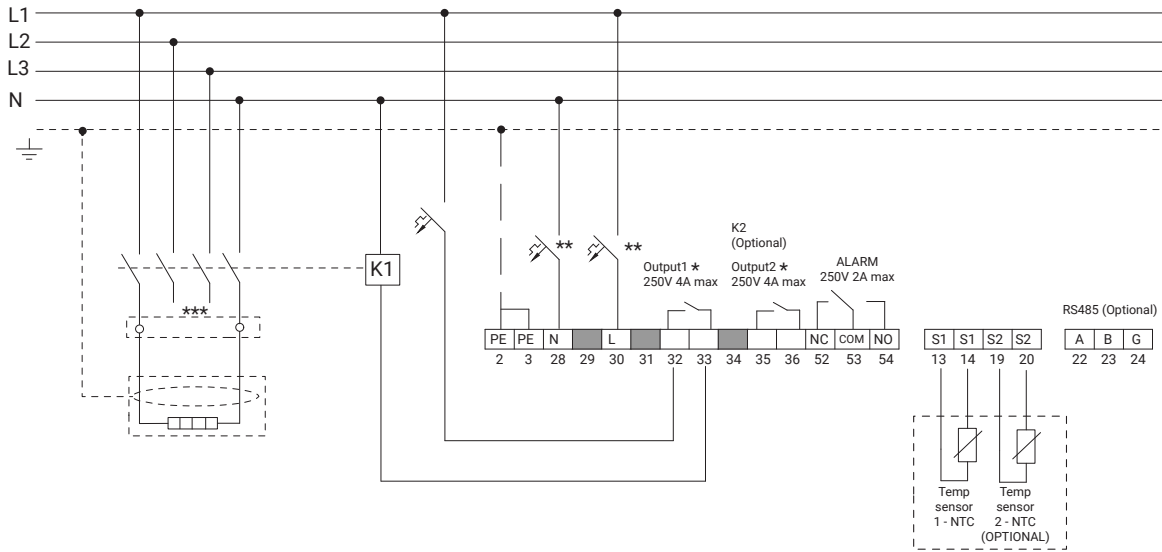 L1
L2
L3
N
K1
***
**
**
Output1 *
250V 4A max
K2
(Optional)
Output2 *
250V 4A max
ALARM
250V 2A max
RS485 (Optional)
PE PE N L NC COM NO
2 3 28 29 30 31 32 33 34 35 36 52 53 54
S1 S1 S2 S2
13 14 19 20
A B G
22 23 24
Temp
sensor
1 - NTC
Temp
sensor
2 - NTC
(OPTIONAL)